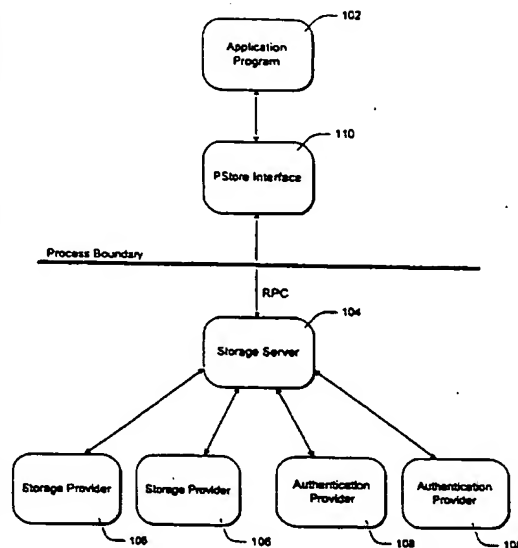 102
Application
Program
110
PStore Interface
Process Boundary
RPC
104
Storage Server
Storage Provider
Storage Provider
Authentication
Provider
Authentication
Provider
106
106
108
108